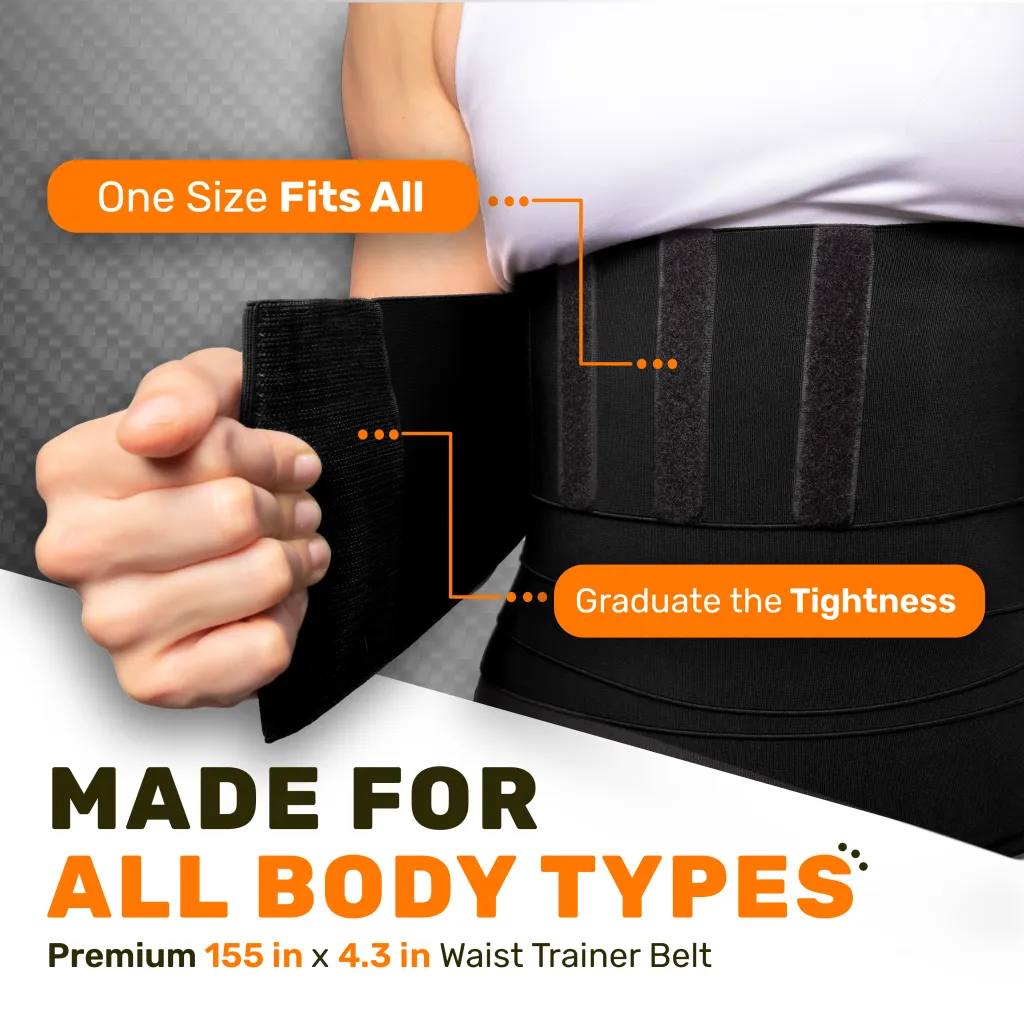 One Size Fits All
Graduate the Tightness
MADE FOR
ALL BODY TYPES
Premium 155 in x 4.3 in Waist Trainer Belt